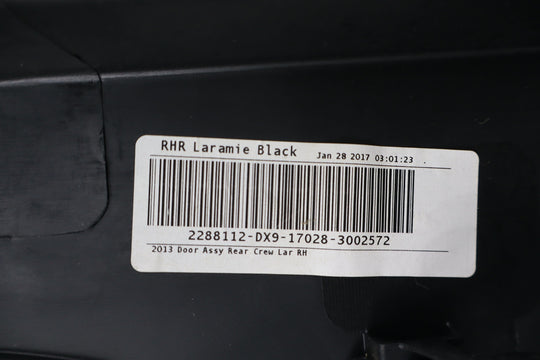 RHR Laramie Black Jan 28 2017 03:01:23
2288112-DX9-17028-3002572
2013 Door Assy Rear Crew Lar RH